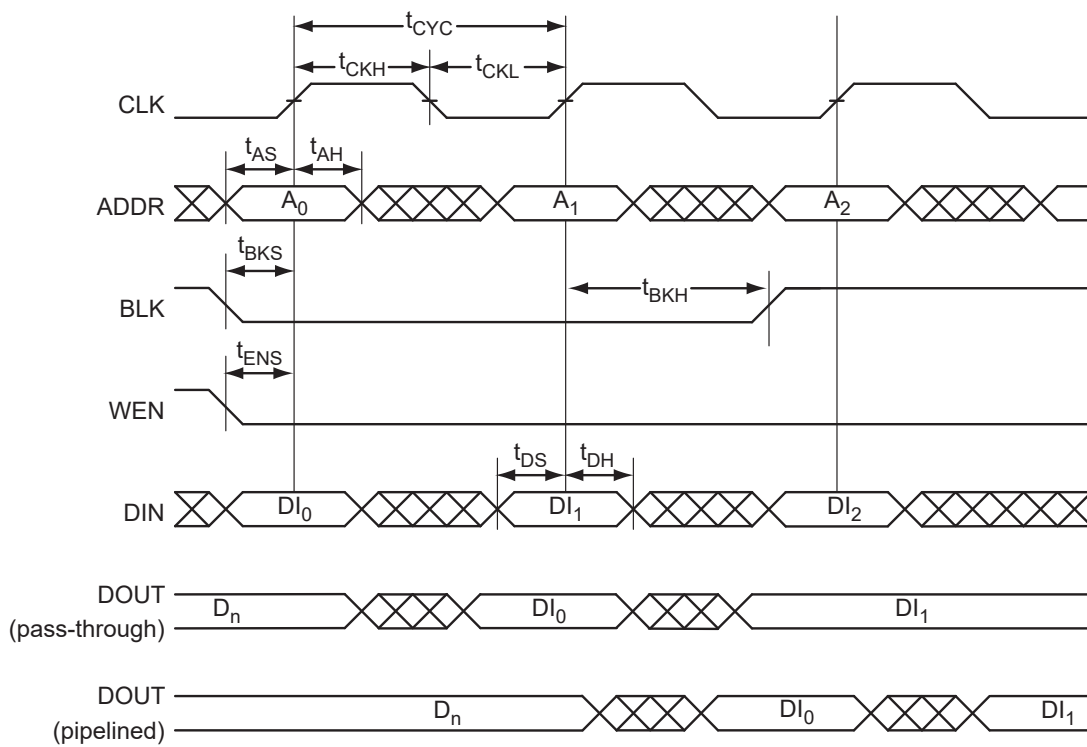 tCYC
tCKH tCKL
CLK
tAS tAH
ADDR A0 A1 A2
tBKS
tBKH
BLK
tENS
WEN
tDS tDH
DIN DI0 DI1 DI2
DOUT
(pass-through)
Dn DI0 DI1
DOUT
(pipelined)
Dn DI0 DI1